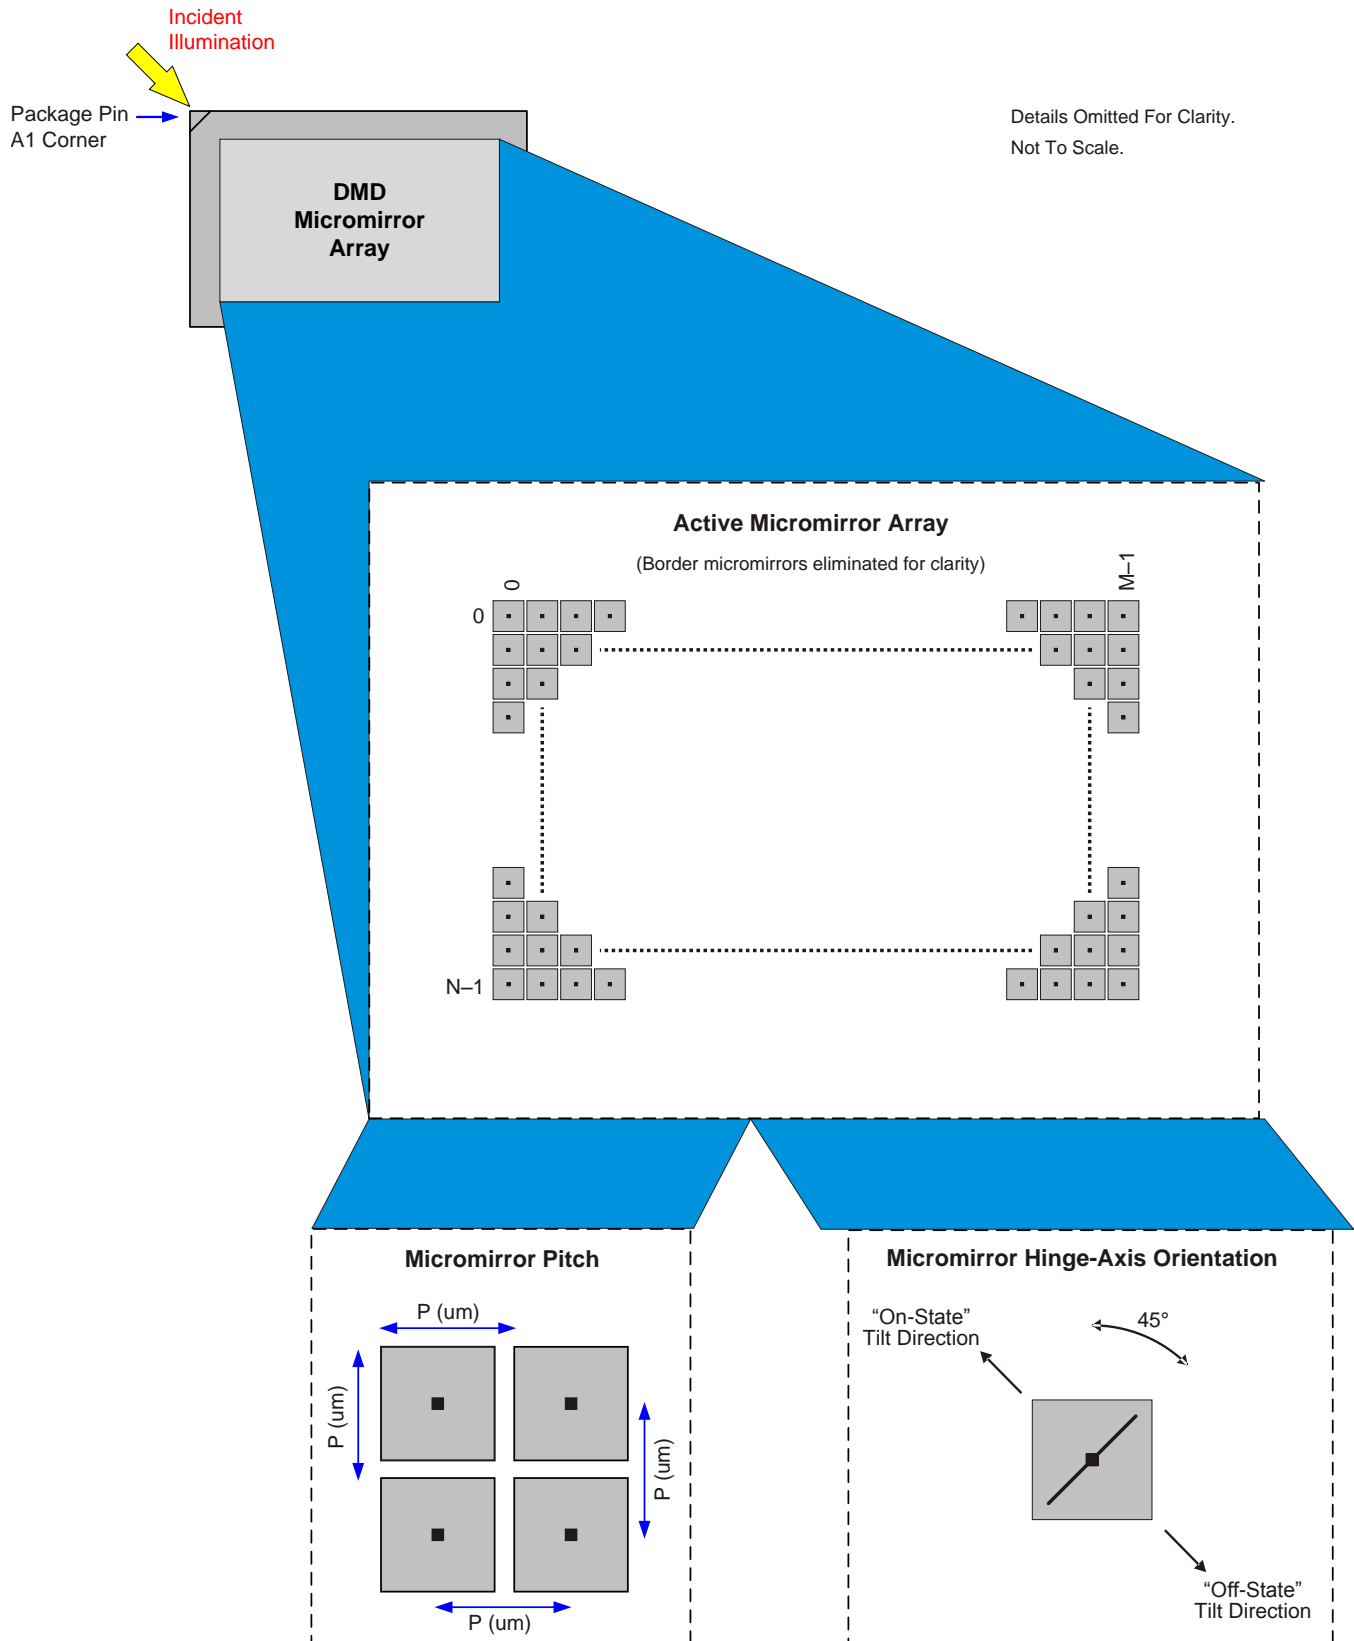 Incident
Illumination
Package Pin
A1 Corner
Details Omitted For Clarity.
Not To Scale.
DMD
Micromirror
Array
Active Micromirror Array
(Border micromirrors eliminated for clarity)
0
M–1
0
N–1
Micromirror Pitch
P (um)
P (um)
P (um)
P (um)
Micromirror Hinge-Axis Orientation
“On-State”
Tilt Direction
45°
“Off-State”
Tilt Direction